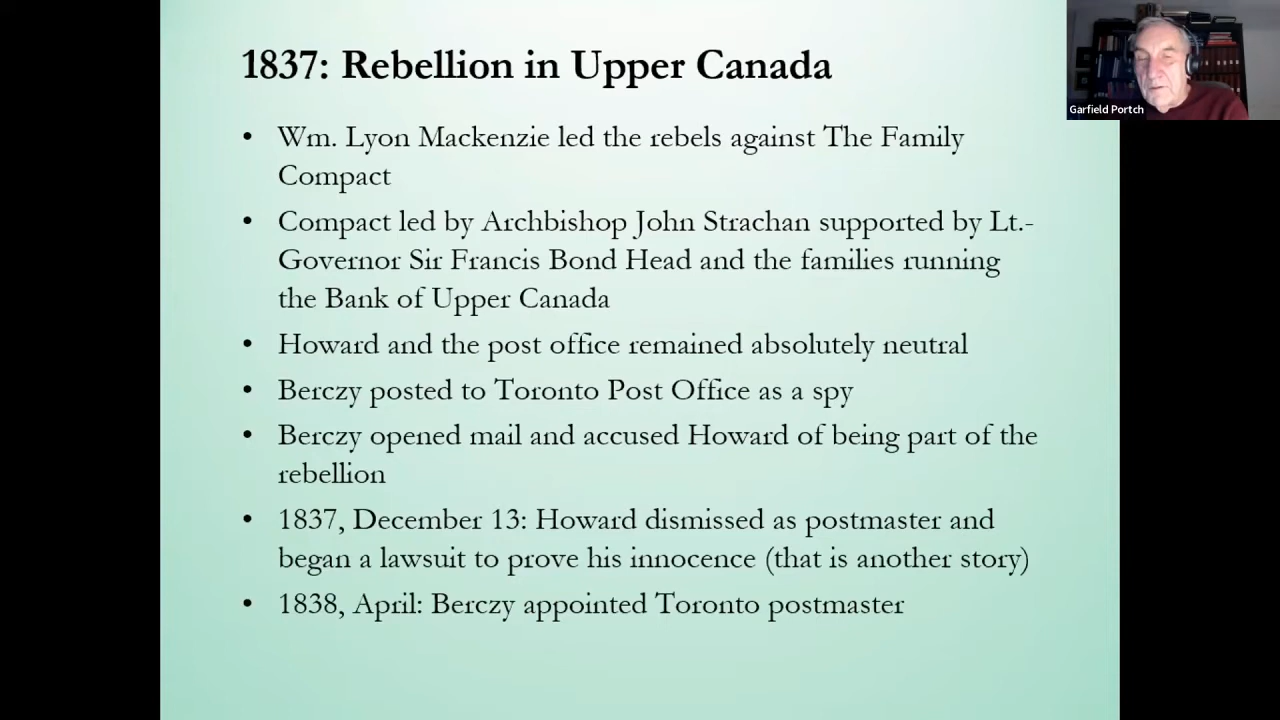 1837: Rebellion in Upper Canada
Garfield Portch
• Wm. Lyon Mackenzie led the rebels against The Family
Compact
• Compact led by Archbishop John Strachan supported by Lt.-
Governor Sir Francis Bond Head and the families running
the Bank of Upper Canada
• Howard and the post office remained absolutely neutral
• Berczy posted to Toronto Post Office as a spy
• Berczy opened mail and accused Howard of being part of the
rebellion
• 1837, December 13: Howard dismissed as postmaster and
began a lawsuit to prove his innocence (that is another story)
• 1838, April: Berczy appointed Toronto postmaster